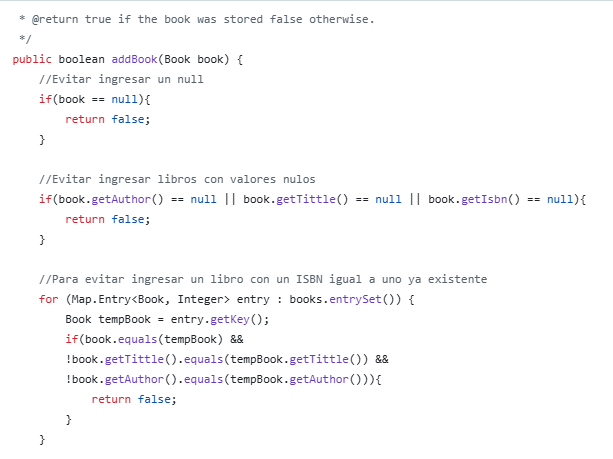 * @return true if the book was stored false otherwise.
*/
public boolean addBook(Book book) {
//Evitar ingresar un null
if(book == null){
return false;
}
//Evitar ingresar libros con valores nulos
if(book.getAuthor() == null || book.getTittle() == null || book.getIsbn() == null){
return false;
}
//Para evitar ingresar un libro con un ISBN igual a uno ya existente
for (Map.Entry<Book, Integer> entry : books.entrySet()) {
Book tempBook = entry.getKey();
if(book.equals(tempBook) &&
!book.getTittle().equals(tempBook.getTittle()) &&
!book.getAuthor().equals(tempBook.getAuthor())){
return false;
}
}